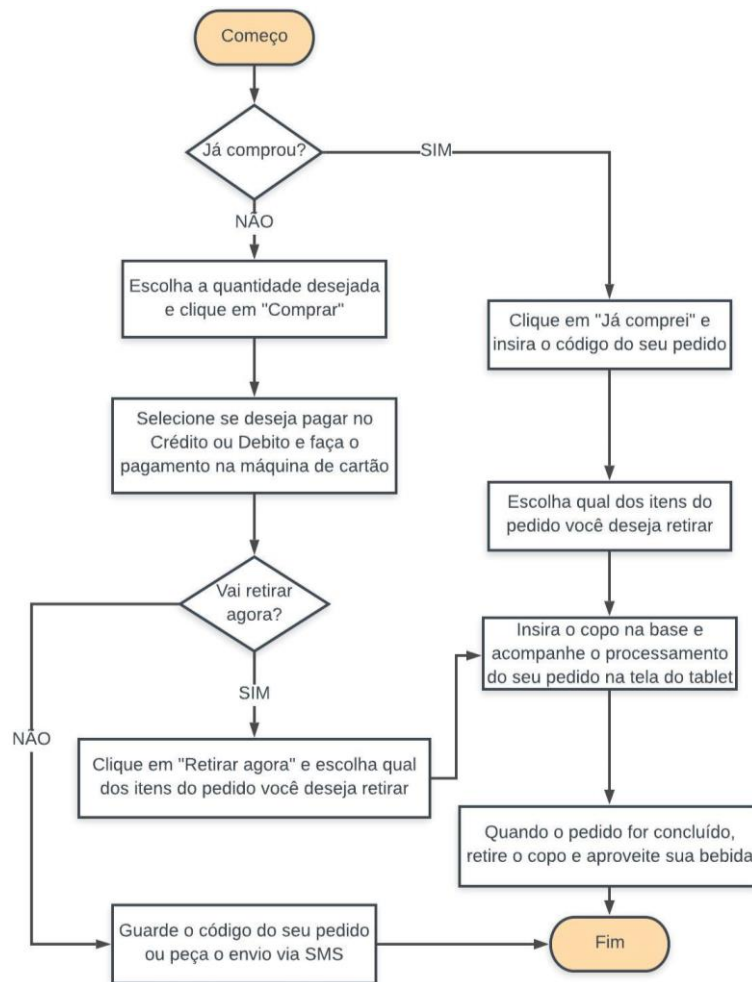 Começo
Já comprou?
SIM
NÃO
Escolha a quantidade desejada
e clique em "Comprar"
Clique em "Já comprei" e
insira o código do seu pedido
Selecione se deseja pagar no
Crédito ou Debito e faça o
pagamento na máquina de cartão
Escolha qual dos itens do
pedido você deseja retirar
Vai retirar
agora?
Insira o copo na base e
acompanhe o processamento
do seu pedido na tela do tablet
SIM
NÃO
Clique em "Retirar agora" e escolha qual
dos itens do pedido você deseja retirar
Quando o pedido for concluído,
retire o copo e aproveite sua bebida
Guarde o código do seu pedido
ou peça o envio via SMS
Fim